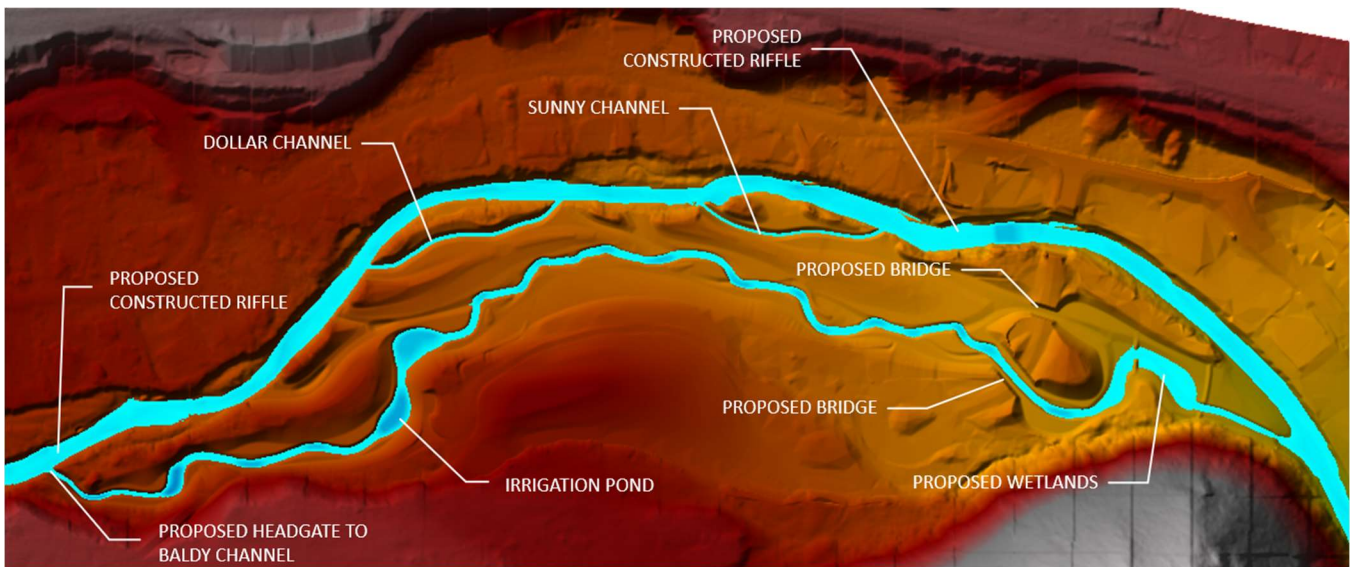 PROPOSED
CONSTRUCTED RIFFLE
SUNNY CHANNEL
DOLLAR CHANNEL
PROPOSED BRIDGE
PROPOSED
CONSTRUCTED RIFFLE
PROPOSED BRIDGE
IRRIGATION POND
PROPOSED WETLANDS
PROPOSED HEADGATE TO
BALDY CHANNEL